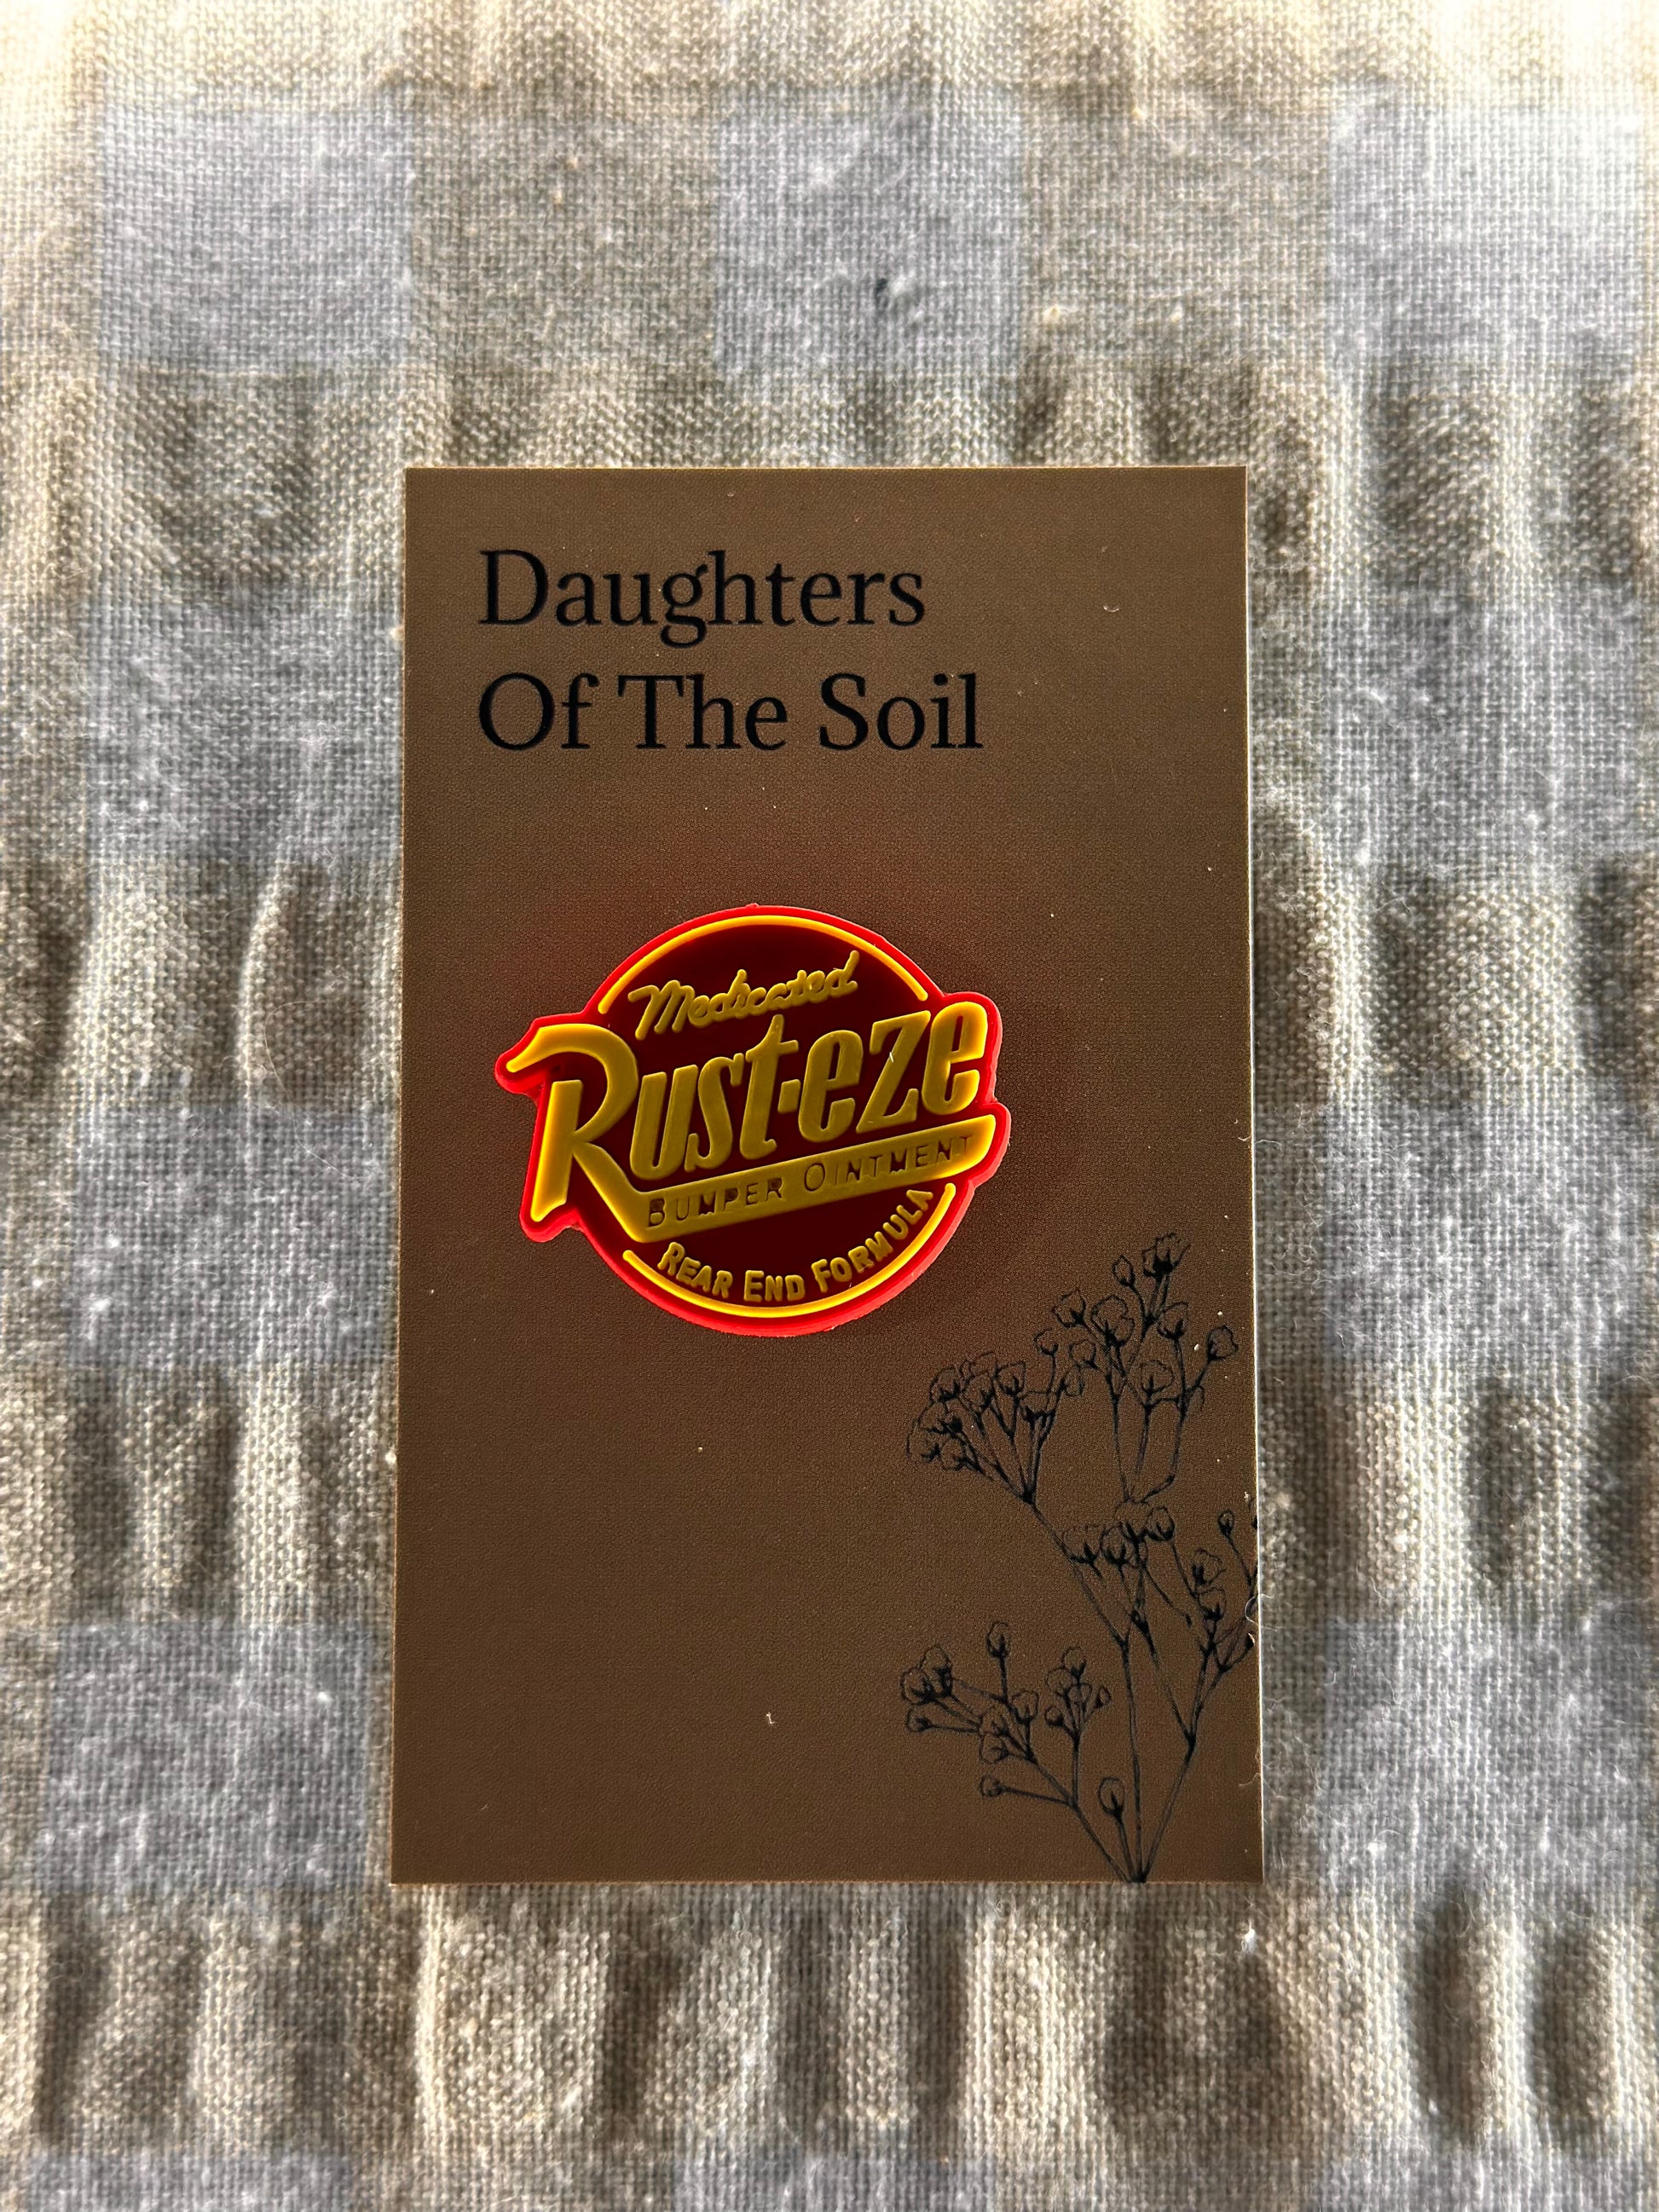 Daughters
Of The Soil
Medicated
Rust-eze
BUMPER OINTMENT
REAR END FORMULA